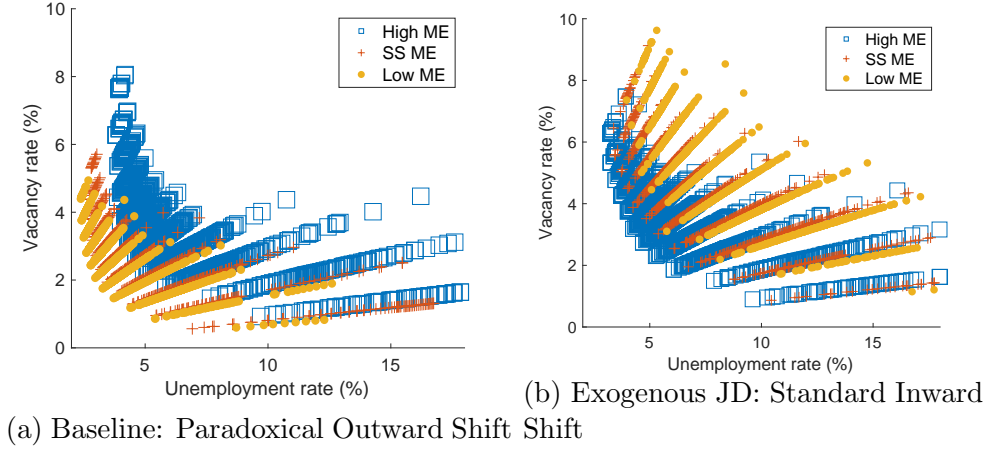 10
8
6
4
2
0
Vacancy rate (%)
5
10
15
Unemployment rate (%)
High ME
SS ME
Low ME
(a) Baseline: Paradoxical Outward Shift
10
8
6
4
2
0
Vacancy rate (%)
5
10
15
Unemployment rate (%)
High ME
SS ME
Low ME
(b) Exogenous JD: Standard Inward
Shift